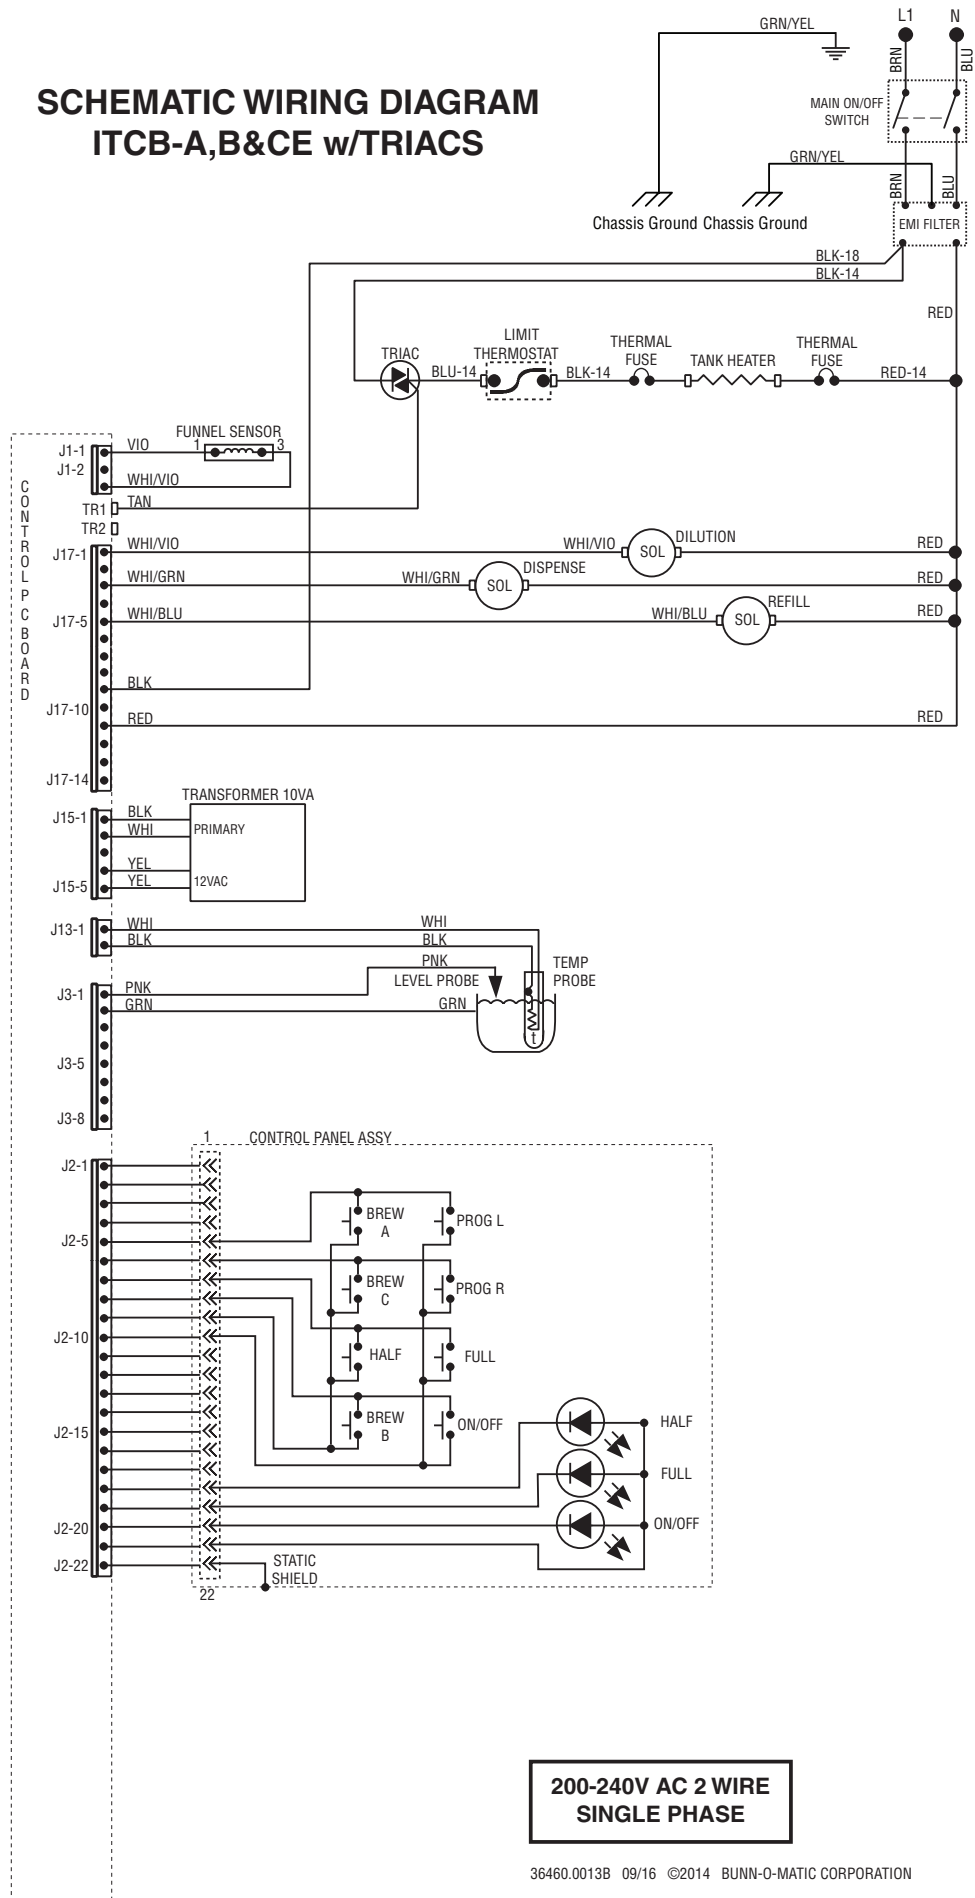 L1
N
GRN/YEL
BRN
BLU
SCHEMATIC WIRING DIAGRAM
ITCB-A,B&CE w/TRIACS
MAIN ON/OFF
SWITCH
GRN/YEL
BRN
BLU
Chassis Ground
Chassis Ground
EMI FILTER
BLK-18
BLK-14
RED
TRIAC
BLU-14
LIMIT
THERMOSTAT
BLK-14
THERMAL
FUSE
TANK HEATER
THERMAL
FUSE
RED-14
CONTROL PC BOARD
J1-1
VIO
FUNNEL SENSOR
1
3
J1-2
WHI/VIO
TR1
TAN
TR2
J17-1
WHI/VIO
WHI/VIO
SOL
DILUTION
RED
WHI/GRN
WHI/GRN
SOL
DISPENSE
RED
J17-5
WHI/BLU
WHI/BLU
SOL
REFILL
RED
BLK
J17-10
RED
RED
J17-14
TRANSFORMER 10VA
J15-1
BLK
WHI
PRIMARY
YEL
J15-5
YEL
12VAC
J13-1
WHI
WHI
BLK
BLK
PNK
LEVEL PROBE
TEMP
PROBE
J3-1
PNK
GRN
GRN
t
J3-5
J3-8
1
CONTROL PANEL ASSY
J2-1
J2-5
BREW
A
PROG L
BREW
C
PROG R
J2-10
HALF
FULL
BREW
B
ON/OFF
J2-15
HALF
FULL
J2-20
ON/OFF
J2-22
STATIC
SHIELD
22
200-240V AC 2 WIRE
SINGLE PHASE
36460.0013B 09/16 ©2014 BUNN-O-MATIC CORPORATION